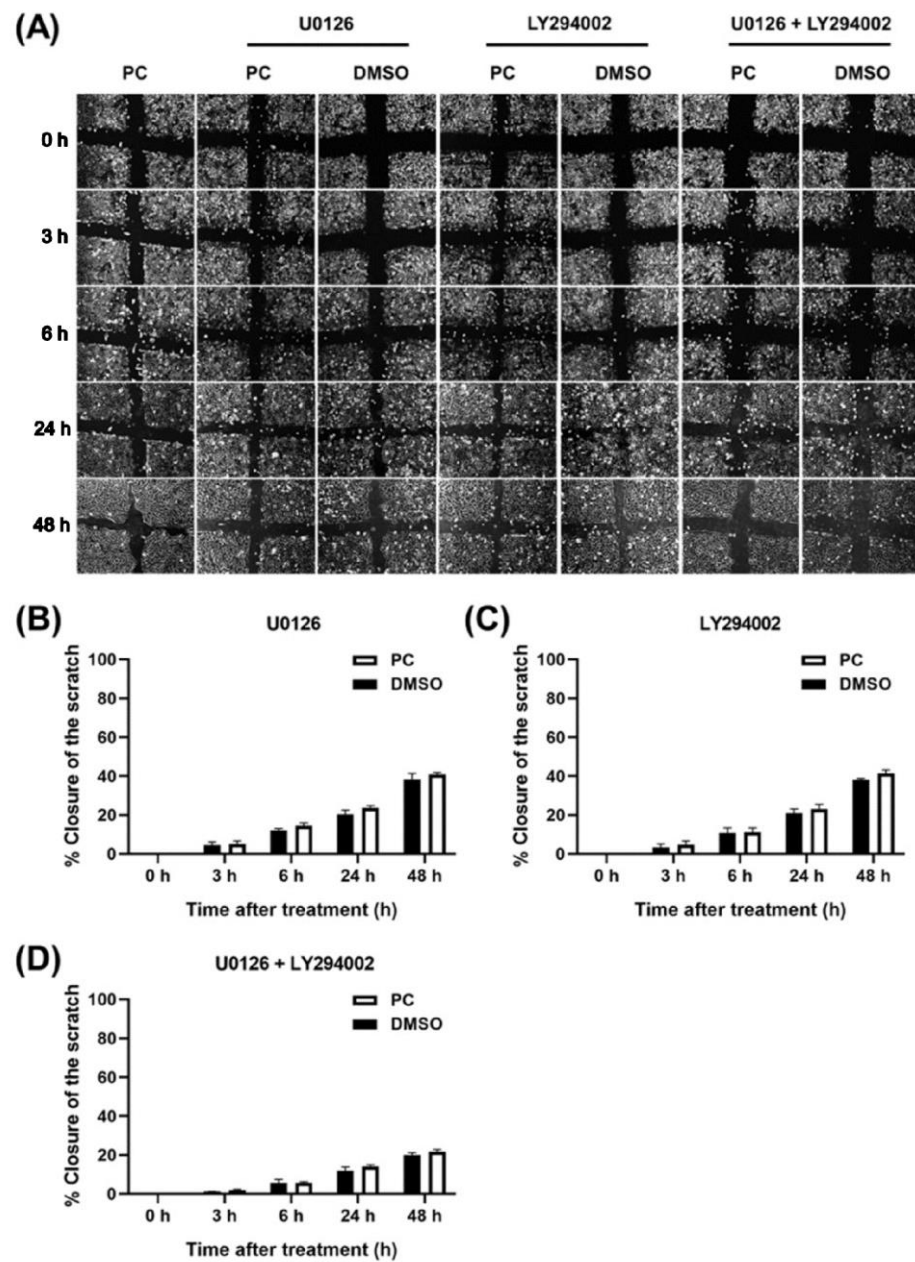 (A)
U0126 LY294002 U0126 + LY294002
PC PC DMSO PC DMSO PC DMSO
0 h
3 h
6 h
24 h
48 h
(B)
U0126
% Closure of the scratch
100
80
60
40
20
0
PC
DMSO
0 h 3 h 6 h 24 h 48 h
Time after treatment (h)
(C)
LY294002
% Closure of the scratch
100
80
60
40
20
0
PC
DMSO
0 h 3 h 6 h 24 h 48 h
Time after treatment (h)
(D)
U0126 + LY294002
% Closure of the scratch
100
80
60
40
20
0
PC
DMSO
0 h 3 h 6 h 24 h 48 h
Time after treatment (h)